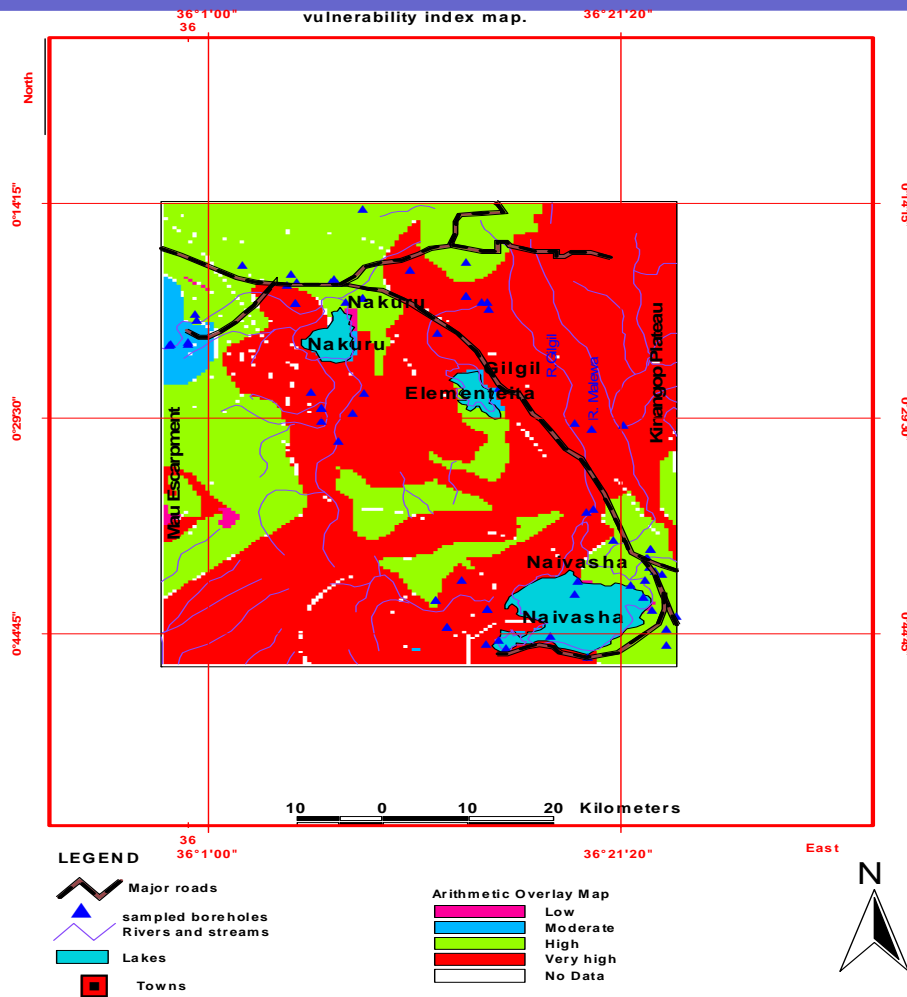 vulnerability index map.
36°1'00"
36°21'20"
36
North
0°14'15"
Nakuru
Nakuru
Gilgil
Elementeita
R.Gilgil
R. Malewa
Kinangop Plateau
0°29'30"
0°29'30
Mau Escarpment
Naivasha
Naivasha
0°44'45"
10 0 10 20 Kilometers
36
36°1'00"
36°21'20"
East
LEGEND
Major roads
sampled boreholes
Rivers and streams
Lakes
Towns
Arithmetic Overlay Map
Low
Moderate
High
Very high
No Data
N